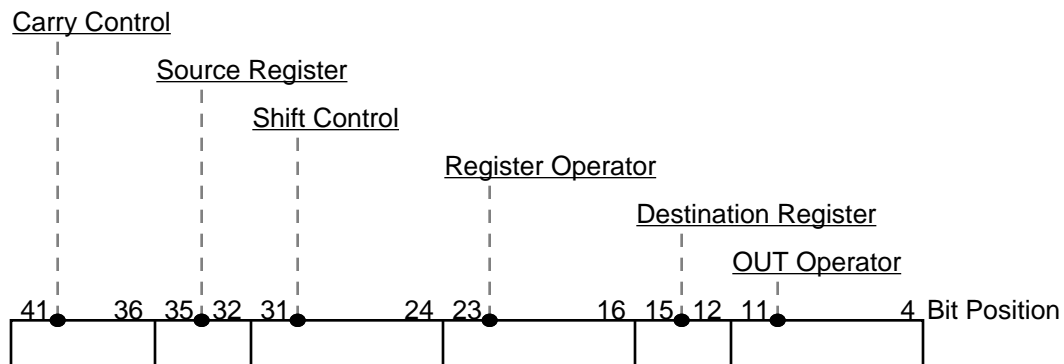 Carry Control
Source Register
Shift Control
Register Operator
Destination Register
OUT Operator
41 36 35 32 31 24 23 16 15 12 11 4 Bit Position